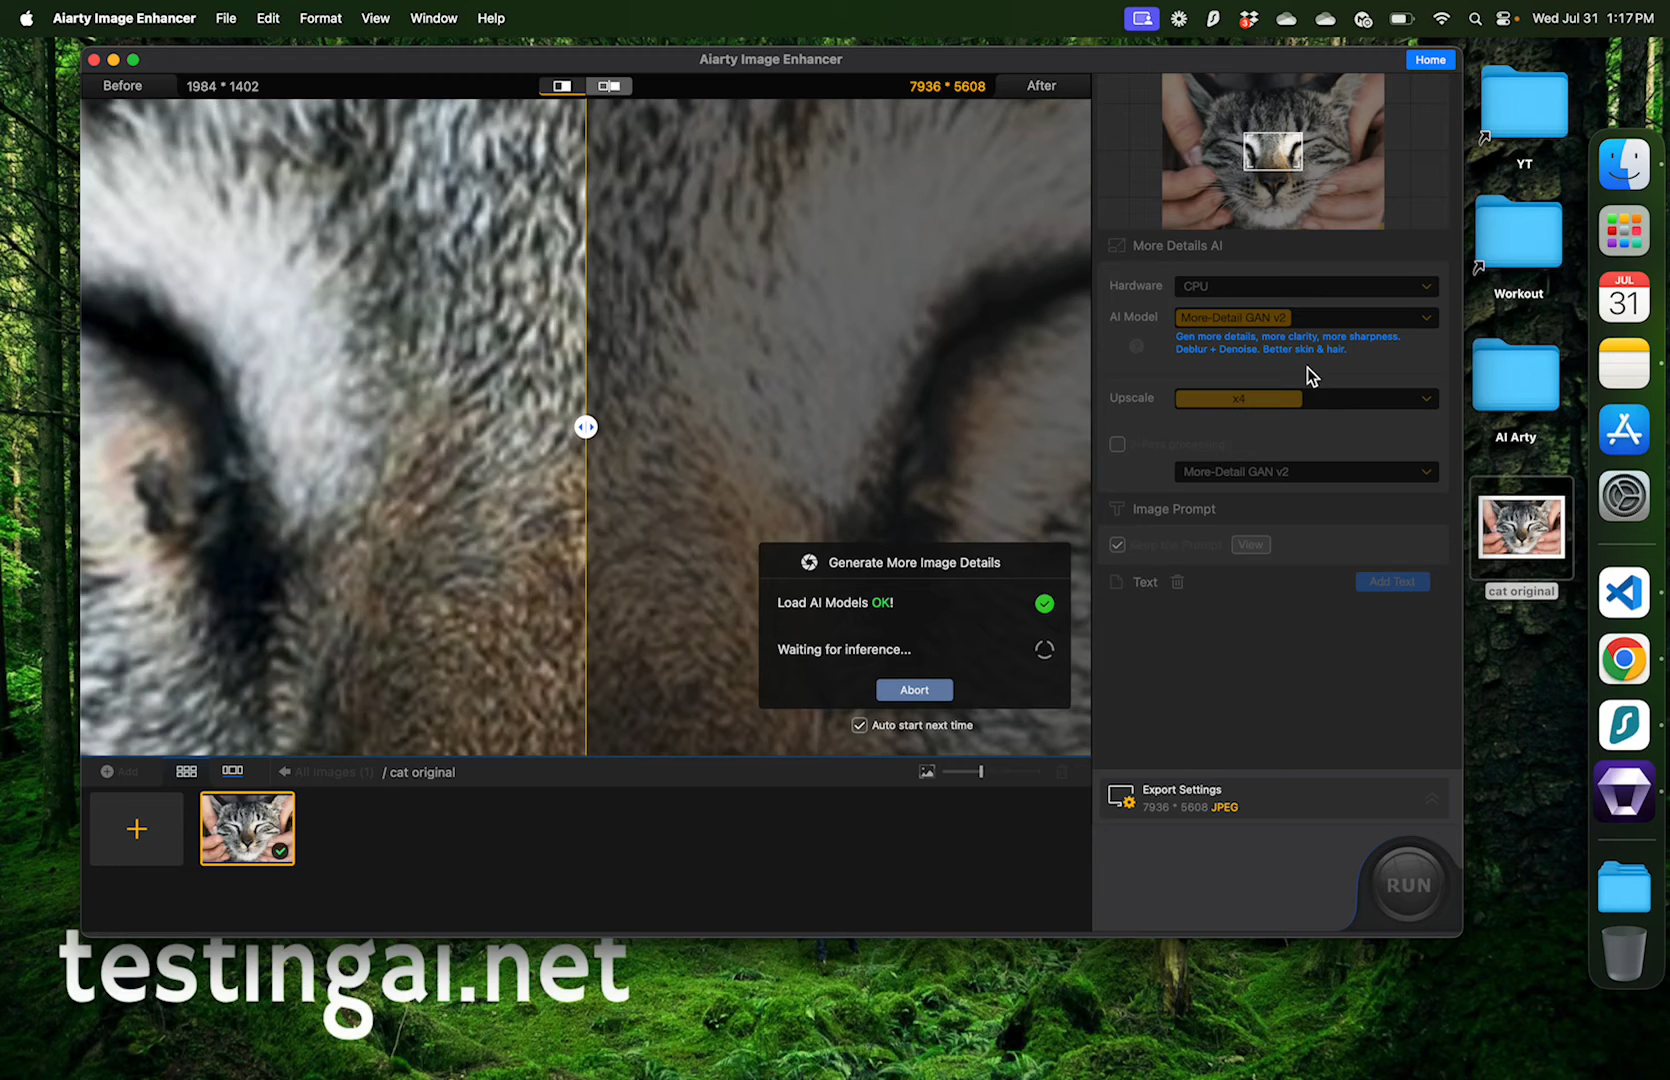 Aiarty Image Enhancer File Edit Format View Window Help
3
Wed Jul 31 1:17 PM
Aiarty Image Enhancer
Home
Before
1984 * 1402
7936 * 5608
After
More Details AI
Hardware
CPU
AI Model
More-Detail GAN v2
Gen more details, more clarity, more sharpness.
Deblur + Denoise. Better skin & hair.
Upscale
x4
More-Detail GAN v2
Image Prompt
View
Text
Add Text
Generate More Image Details
Load AI Models OK!
Waiting for inference...
Abort
Auto start next time
Add
All Images (1) / cat original
Export Settings
7936 * 5608 JPEG
RUN
YT
Workout
AI Arty
cat original
JUL
31
testingai.net